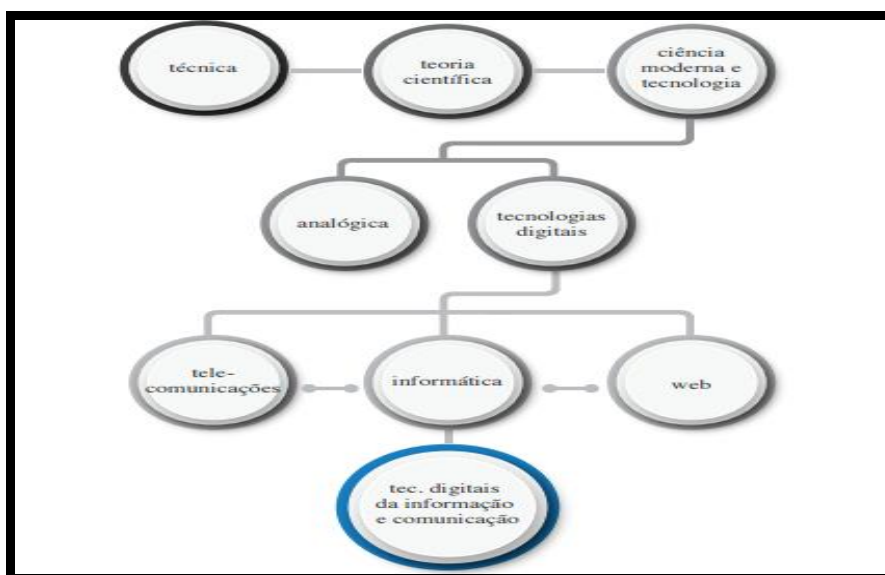 técnica
teoria
científica
ciência
moderna e
tecnologia
analógica
tecnologias
digitais
tele-
comunicações
informática
web
tec. digitais
da informação
e comunicação